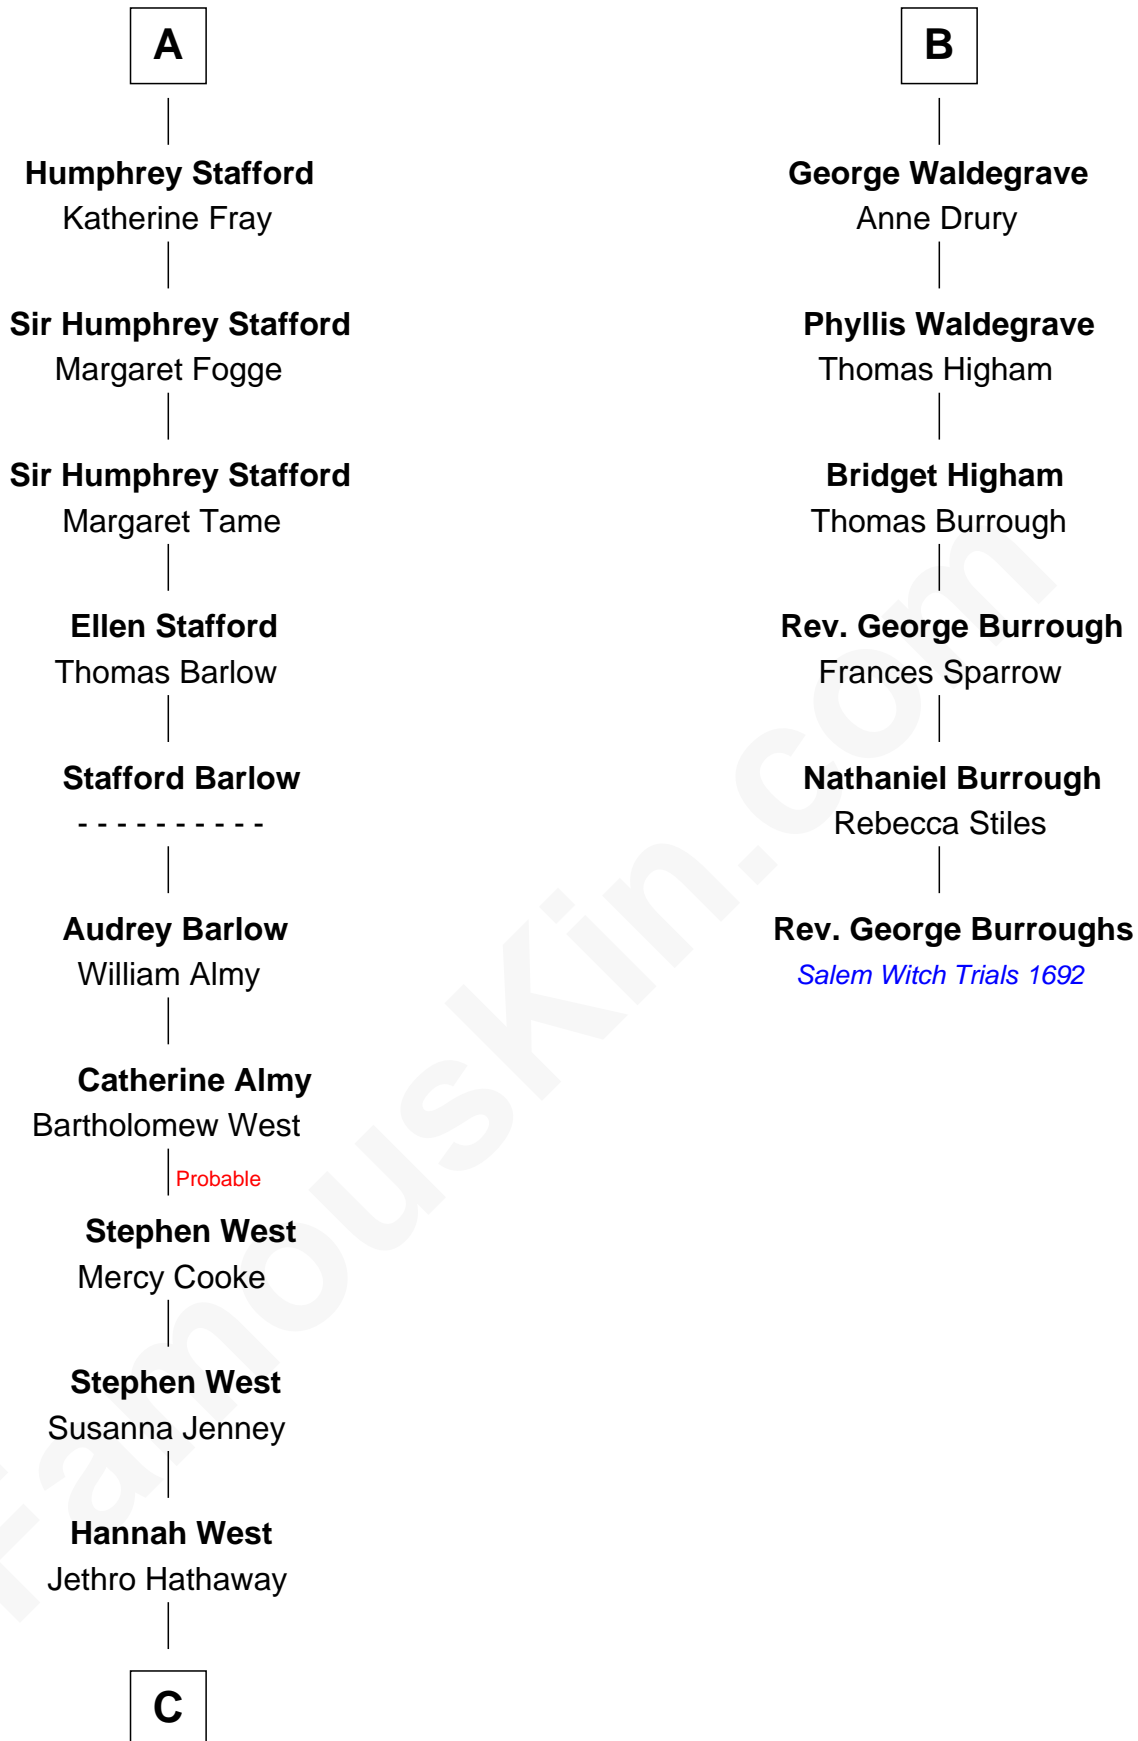 A
Humphrey Stafford
Katherine Fray
Sir Humphrey Stafford
Margaret Fogge
Sir Humphrey Stafford
Margaret Tame
Ellen Stafford
Thomas Barlow
Stafford Barlow
- - - - - - - - - -
Audrey Barlow
William Almy
Catherine Almy
Bartholomew West
Probable
Stephen West
Mercy Cooke
Stephen West
Susanna Jenney
Hannah West
Jethro Hathaway
C
B
George Waldegrave
Anne Drury
Phyllis Waldegrave
Thomas Higham
Bridget Higham
Thomas Burrough
Rev. George Burrough
Frances Sparrow
Nathaniel Burrough
Rebecca Stiles
Rev. George Burroughs
Salem Witch Trials 1692
FamousKin.com